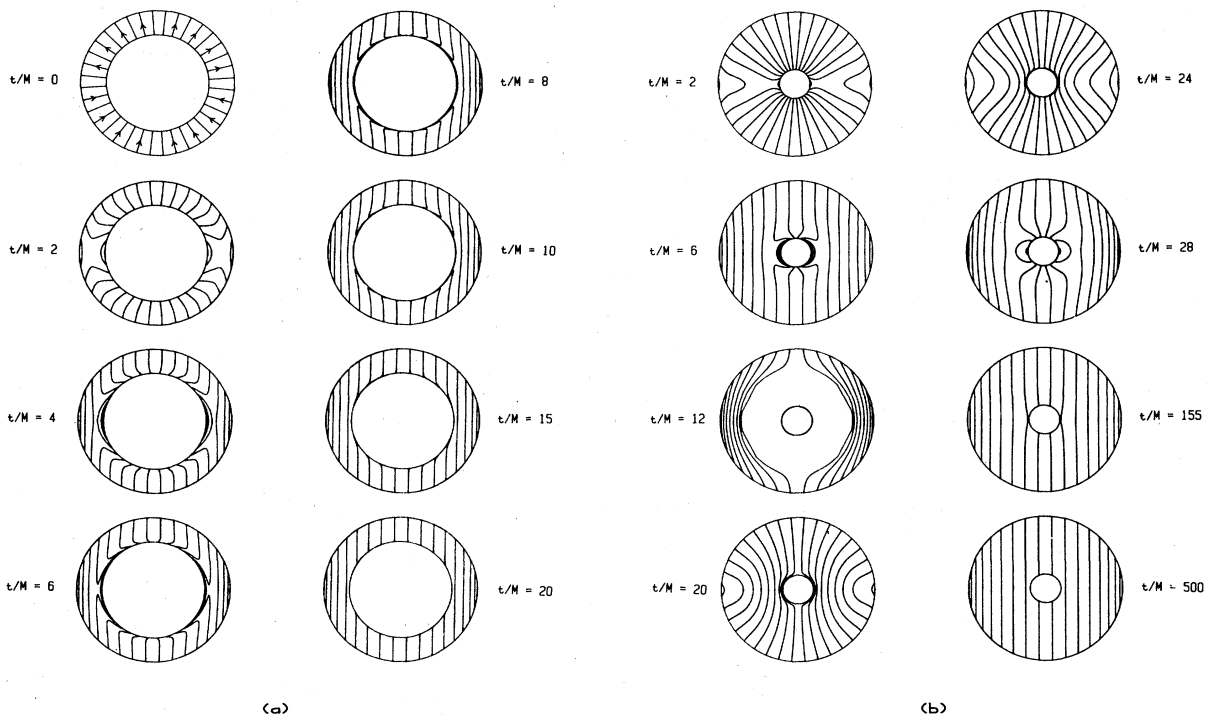 t/M = 0
t/M = 2
t/M = 4
t/M = 6
t/M = 8
t/M = 10
t/M = 15
t/M = 20
(a)
t/M = 2
t/M = 6
t/M = 12
t/M = 20
t/M = 24
t/M = 28
t/M = 155
t/M = 500
(b)